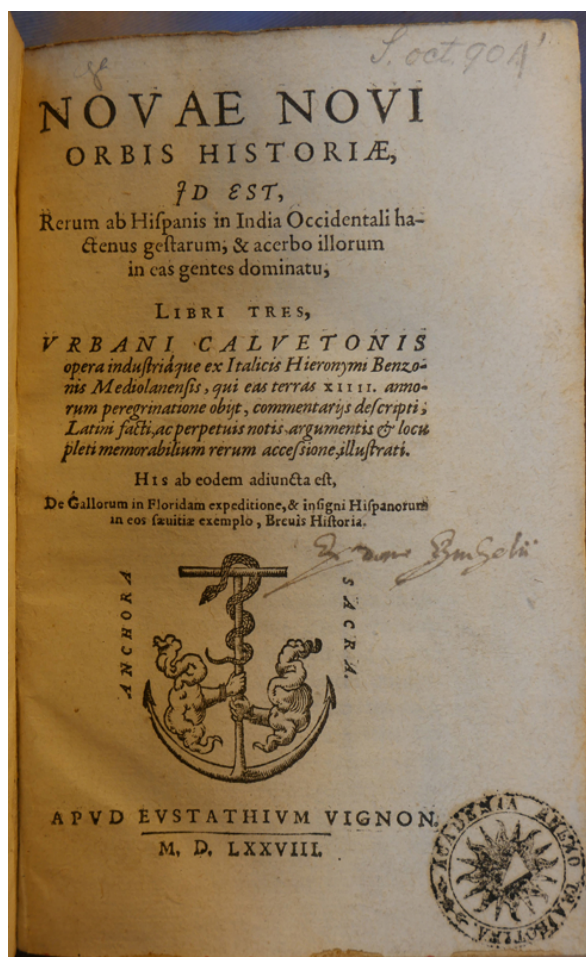 S. oct. 904
NOVAE NOVI
ORBIS HISTORIÆ,
ID EST,
Rerum ab Hiſpanis in India Occidentali ha-
ctenus geſtarum, & acerbo illorum
in eas gentes dominatu,
LIBRI TRES,
VRBANI CALVETONIS
opera induſtriáque ex Italicis Hieronymi Benzo-
nis Mediolanenſis, qui eas terras XIIII. anno-
rum peregrinatione obijt, commentarijs deſcripti,
Latini facti, ac perpetuis notis, argumentis & locu
pleti memorabilium rerum acceſsione, illuſtrati.
HIS ab eodem adiuncta eſt,
De Gallorum in Floridam expeditione, & inſigni Hiſpanorum
in eos ſæuitiæ exemplo, Breuis Hiſtoria.
ANCHORA
SACRA.
APVD EVSTATHIVM VIGNON.
M. D. LXXVIII.
ACADEMIA